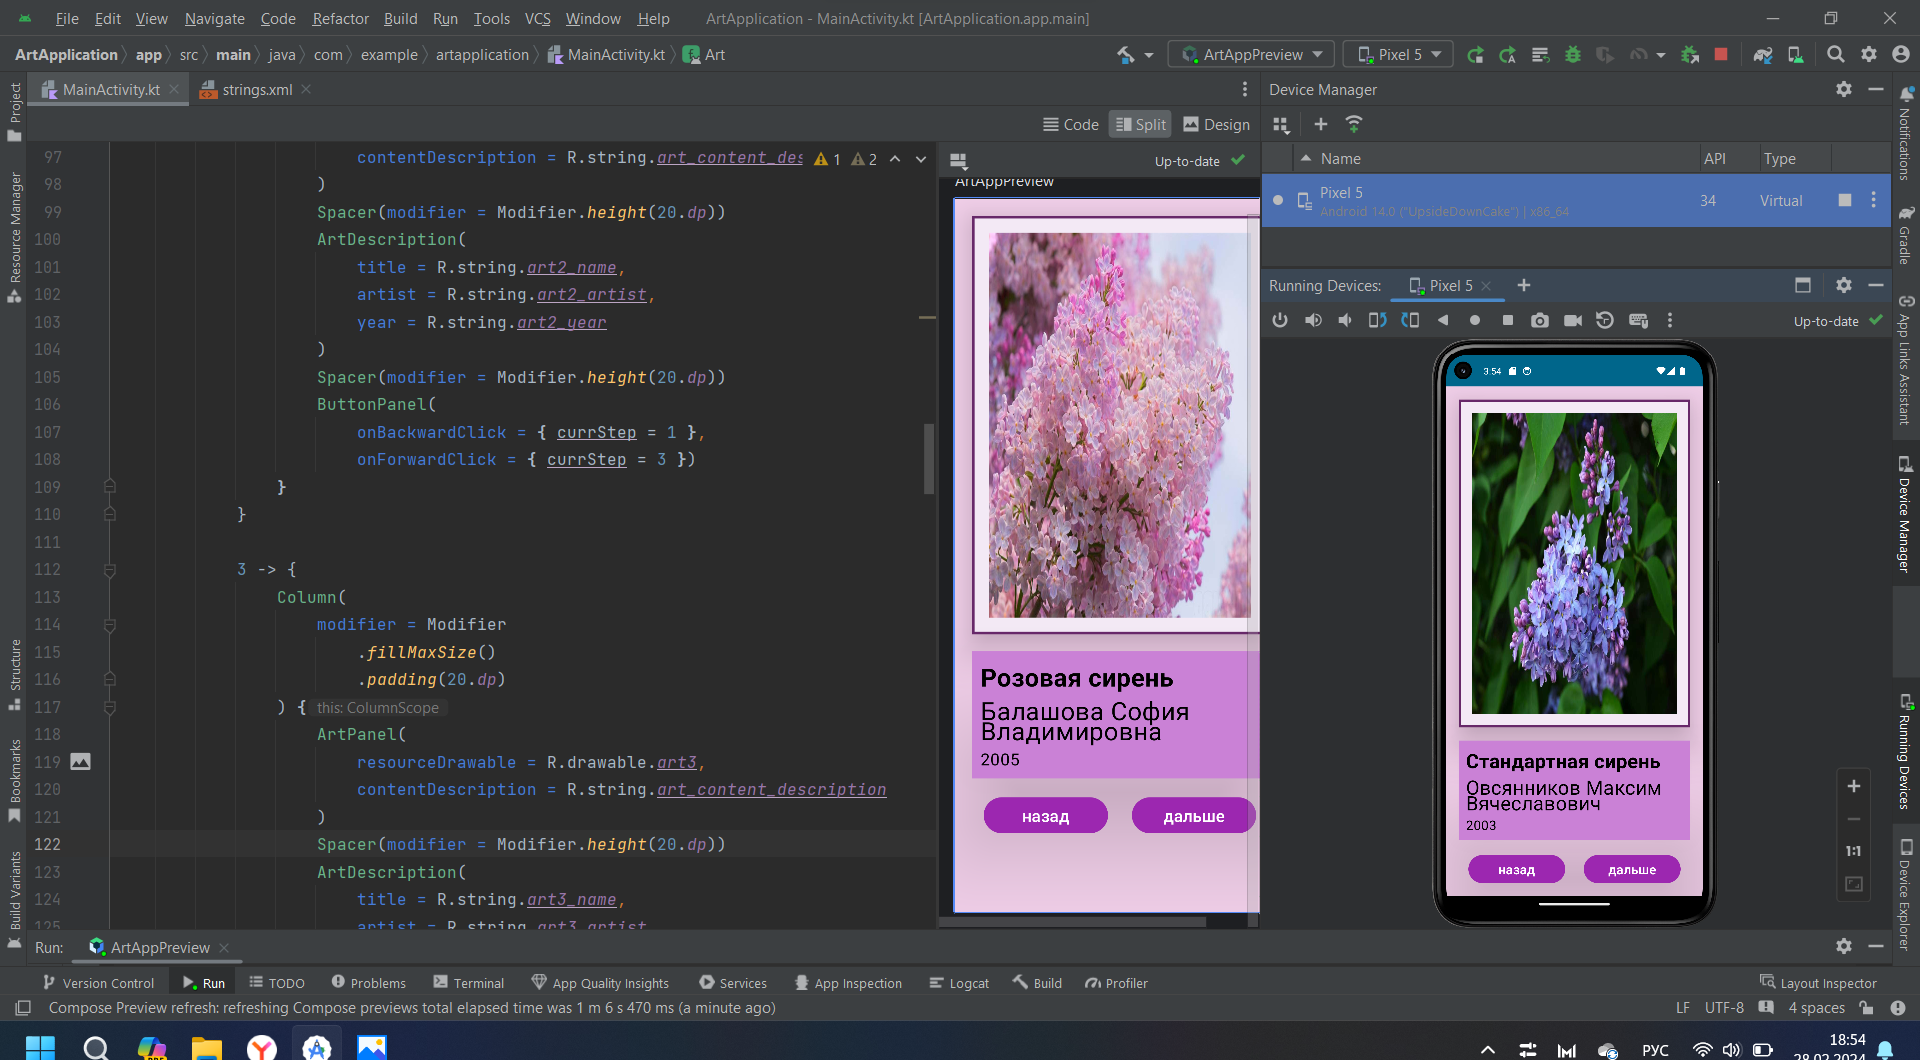 File Edit View Navigate Code Refactor Build Run Tools VCS Window Help ArtApplication - MainActivity.kt [ArtApplication.app.main]
ArtApplication app src main java com example artapplication MainActivity.kt Art ArtAppPreview Pixel 5
MainActivity.kt strings.xml
Code Split Design
97 contentDescription = R.string.art_content_des 1 2
98 )
99 Spacer(modifier = Modifier.height(20.dp))
100 ArtDescription(
101 title = R.string.art2_name,
102 artist = R.string.art2_artist,
103 year = R.string.art2_year
104 )
105 Spacer(modifier = Modifier.height(20.dp))
106 ButtonPanel(
107 onBackwardClick = { currStep = 1 },
108 onForwardClick = { currStep = 3 })
109 }
110 }
111
112 3 -> {
113 Column(
114 modifier = Modifier
115 .fillMaxSize()
116 .padding(20.dp)
117 ) { this: ColumnScope
118 ArtPanel(
119 resourceDrawable = R.drawable.art3,
120 contentDescription = R.string.art_content_description
121 )
122 Spacer(modifier = Modifier.height(20.dp))
123 ArtDescription(
124 title = R.string.art3_name,
125 artist = R.string.art3_artist
Project
Resource Manager
Structure
Bookmarks
Build Variants
Up-to-date
ArtAppPreview
Розовая сирень
Балашова София
Владимировна
2005
назад дальше
Device Manager
Name API Type
Pixel 5 34 Virtual
Android 14.0 ("UpsideDownCake") | x86_64
Running Devices: Pixel 5
Up-to-date
3:54
Стандартная сирень
Овсянников Максим
Вячеславович
2003
назад дальше
1:1
Notifications
Gradle
App Links Assistant
Device Manager
Running Devices
Device Explorer
Run: ArtAppPreview
Version Control Run TODO Problems Terminal App Quality Insights Services App Inspection Logcat Build Profiler Layout Inspector
Compose Preview refresh: refreshing Compose previews total elapsed time was 1 m 6 s 470 ms (a minute ago) LF UTF-8 4 spaces
РУС 18:54
28.02.2024